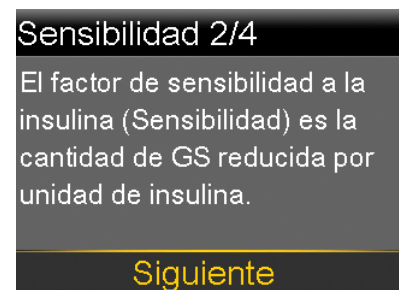 Sensibilidad 2/4
El factor de sensibilidad a la
insulina (Sensibilidad) es la
cantidad de GS reducida por
unidad de insulina.
Siguiente